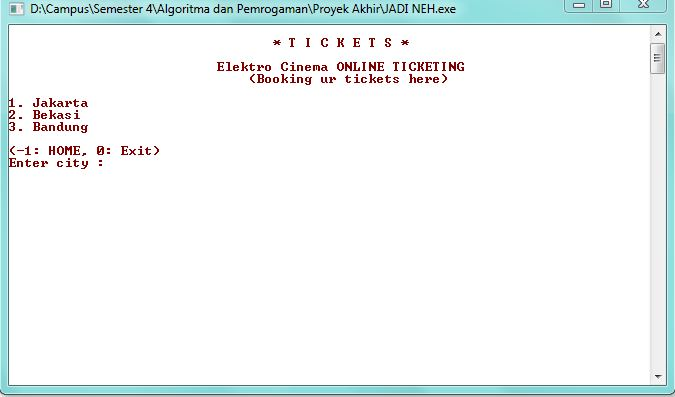 D:\Campus\Semester 4\Algoritma dan Pemrogaman\Proyek Akhir\JADI NEH.exe
* T I C K E T S *
Elektro Cinema ONLINE TICKETING
(Booking ur tickets here)
1. Jakarta
2. Bekasi
3. Bandung
(-1: HOME, 0: Exit)
Enter city :